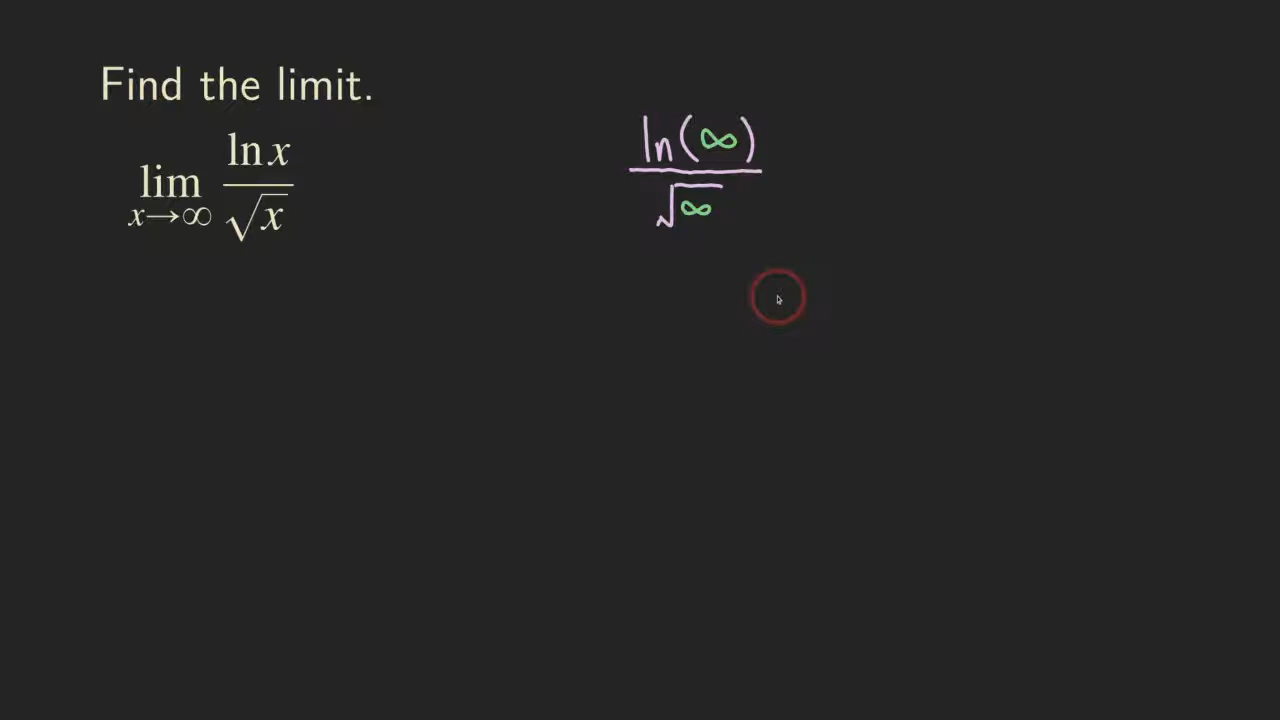 Find the limit.
lim x→∞ ln x / √x
ln(∞) / √∞